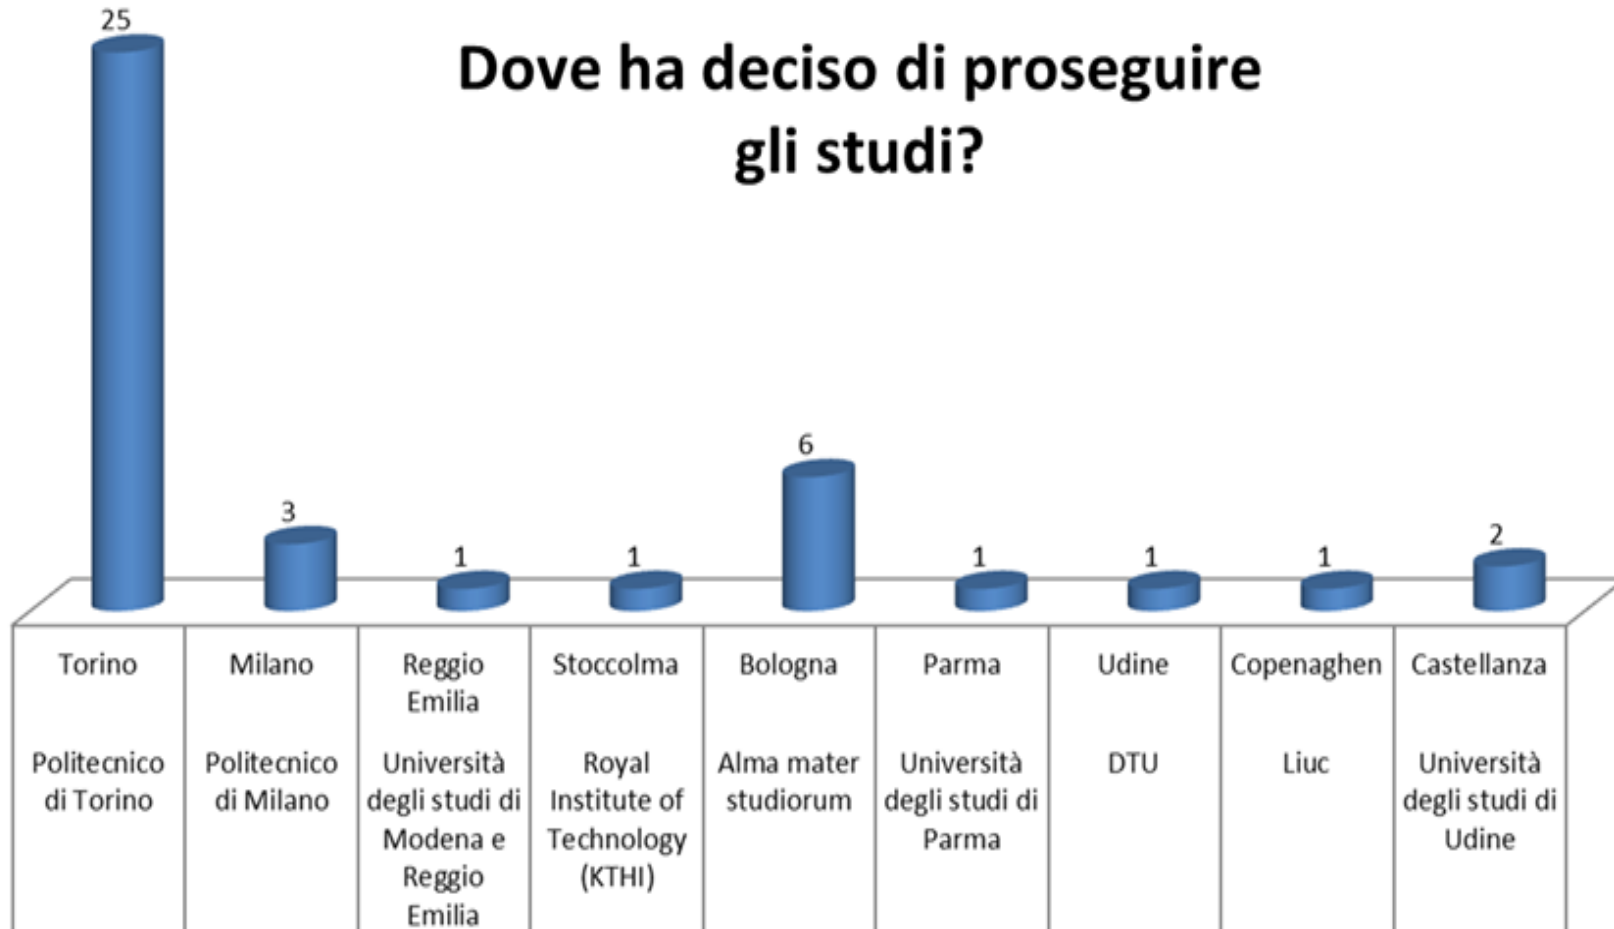 25
Dove ha deciso di proseguire
gli studi?
6
3
1
1
1
1
1
2
Torino
Milano
Reggio
Emilia
Stoccolma
Bologna
Parma
Udine
Copenaghen
Castellanza
Politecnico
di Torino
Politecnico
di Milano
Università
degli studi di
Modena e
Reggio
Emilia
Royal
Institute of
Technology
(KTHI)
Alma mater
studiorum
Università
degli studi di
Parma
DTU
Liuc
Università
degli studi di
Udine